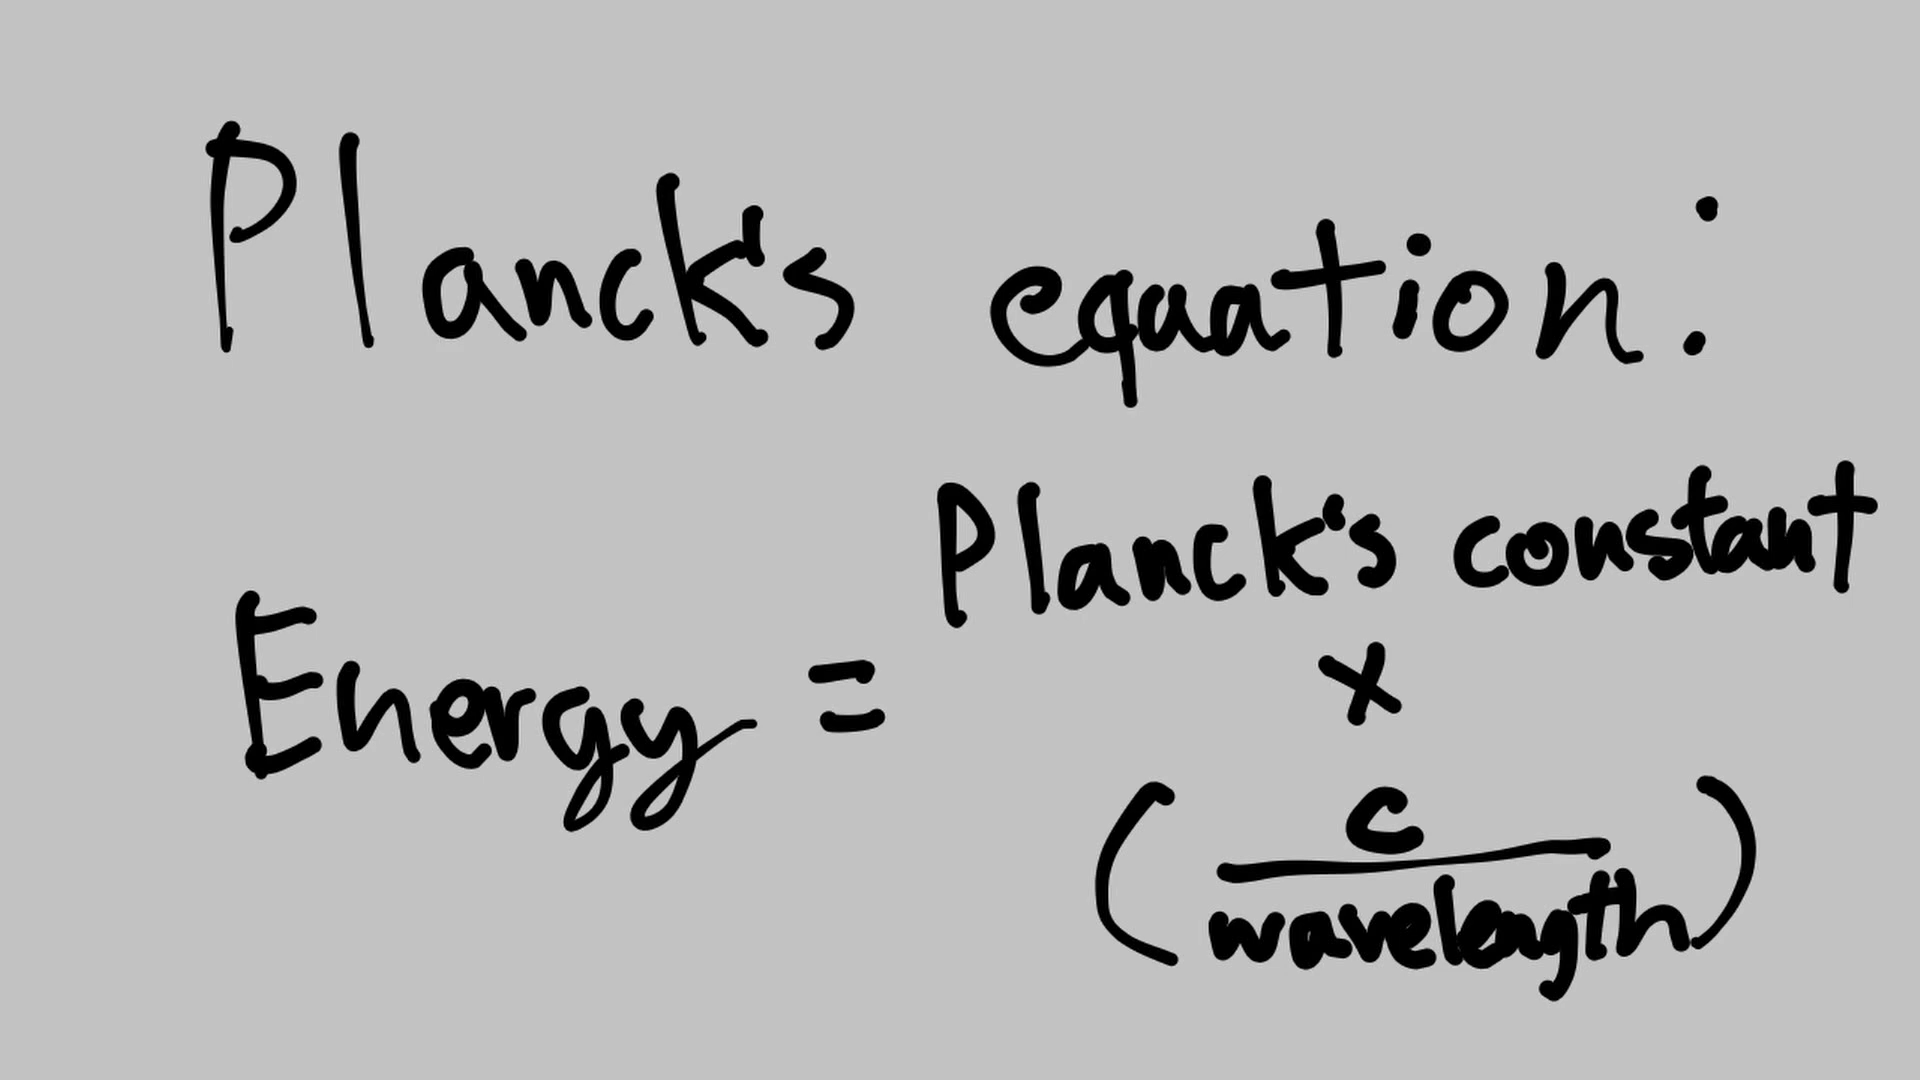 Planck's equation:
Planck's constant
Energy =
x
(c
wavelength)